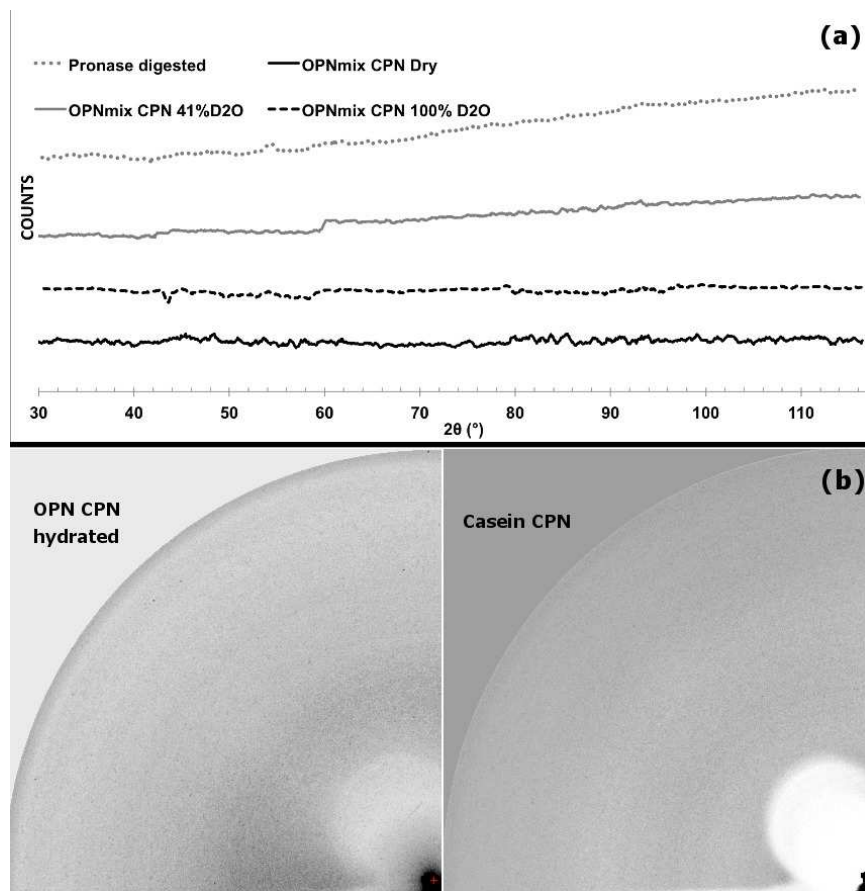 (a)
Pronase digested OPNmix CPN Dry
OPNmix CPN 41%D2O OPNmix CPN 100% D2O
COUNTS
30 40 50 60 70 80 90 100 110
2θ (°)
(b)
OPN CPN
hydrated
Casein CPN